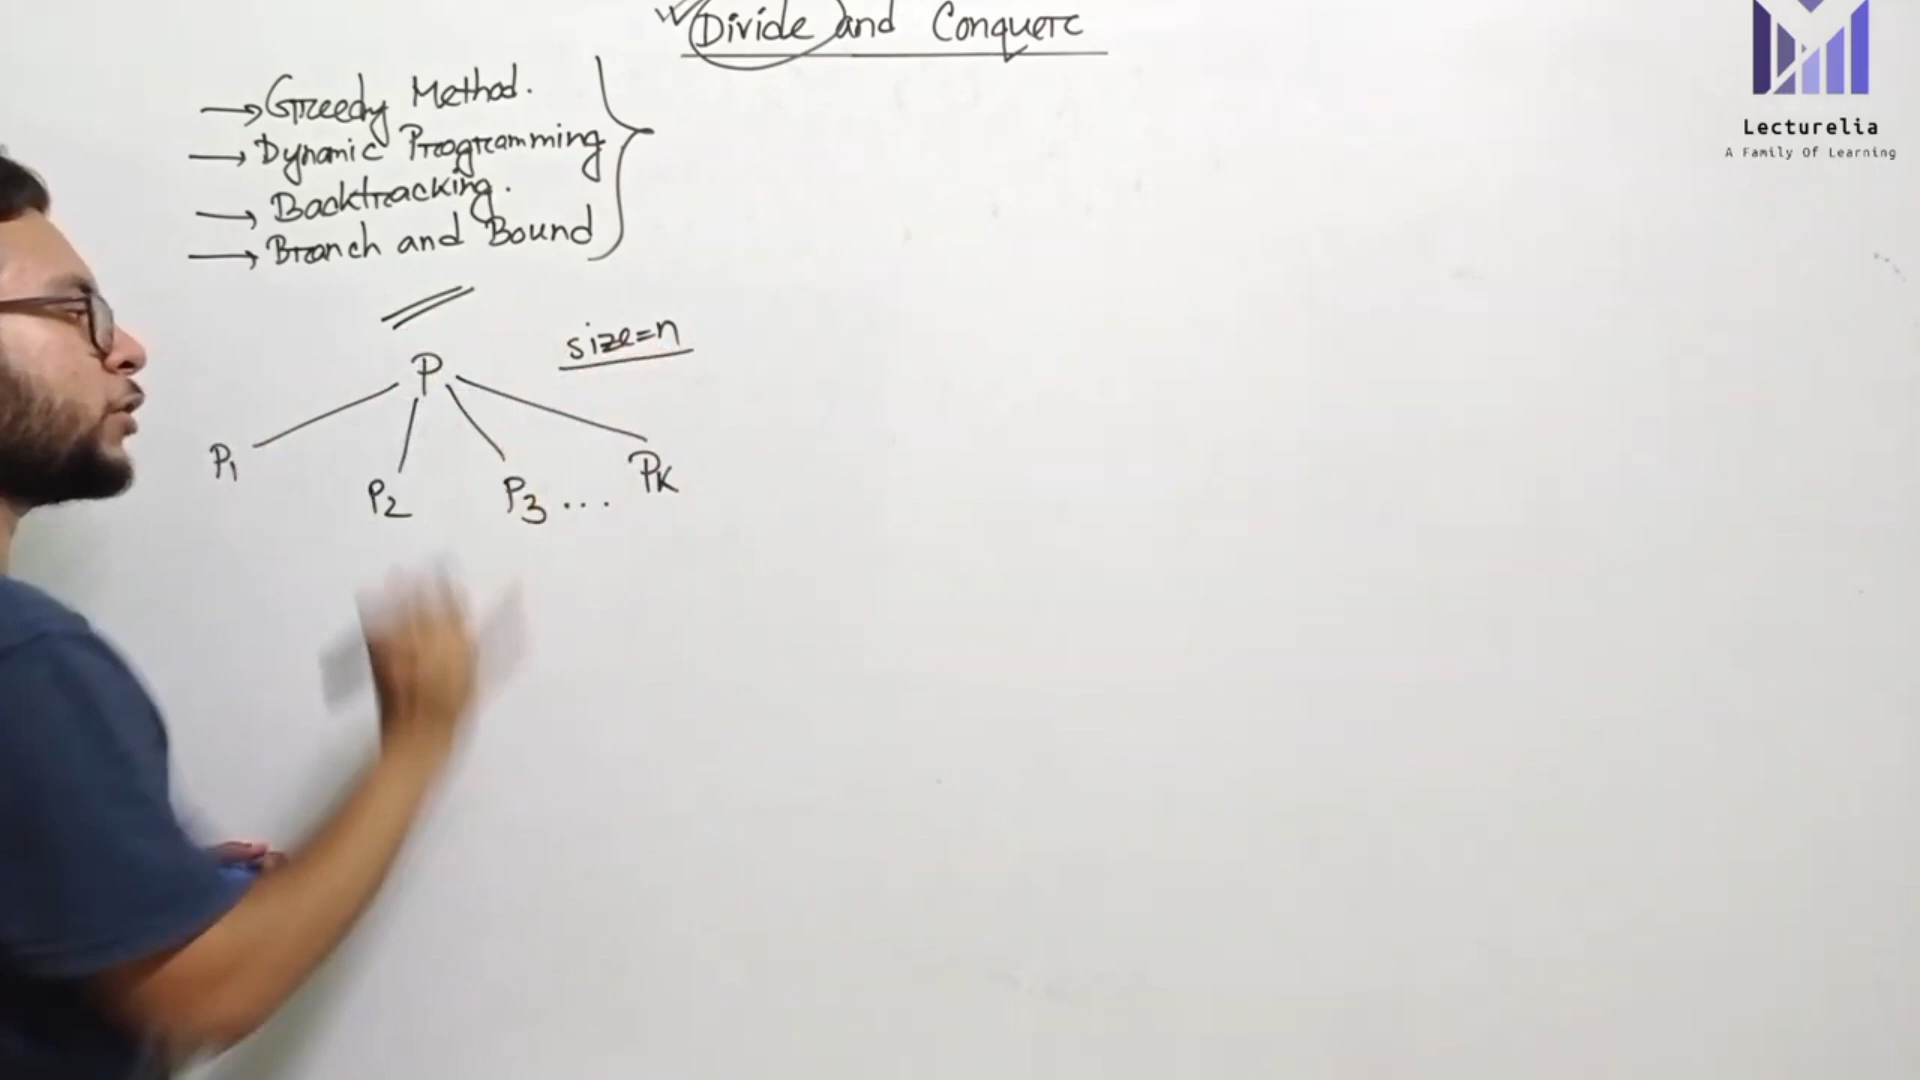 Divide and Conquer
→ Greedy Method.
→ Dynamic Programming
→ Backtracking.
→ Branch and Bound
size=n
P
P1 P2 P3 ... PK
Lecturelia
A Family Of Learning